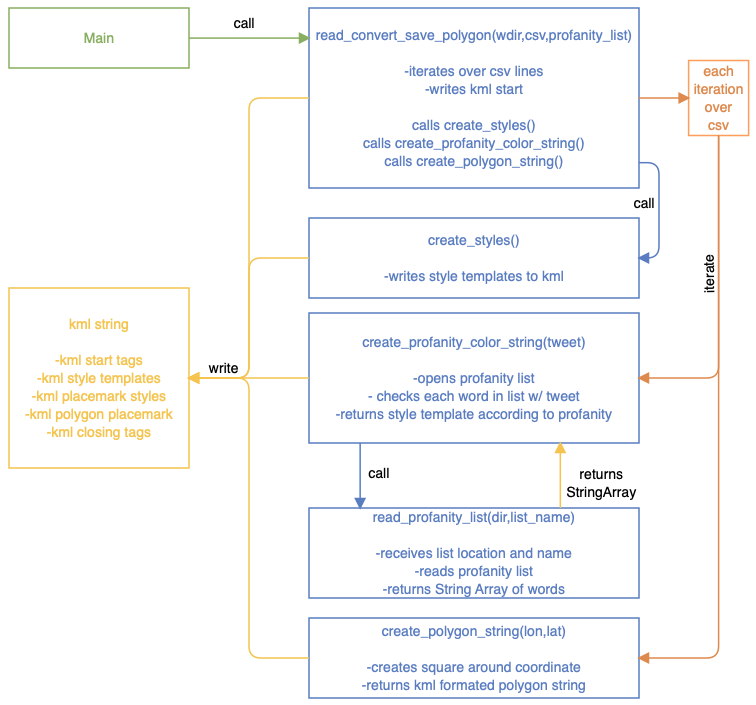 Main
call
read_convert_save_polygon(wdir,csv,profanity_list)
-iterates over csv lines
-writes kml start
calls create_styles()
calls create_profanity_color_string()
calls create_polygon_string()
each
iteration
over
csv
call
create_styles()
-writes style templates to kml
iterate
kml string
-kml start tags
-kml style templates
-kml placemark styles
-kml polygon placemark
-kml closing tags
write
create_profanity_color_string(tweet)
-opens profanity list
- checks each word in list w/ tweet
-returns style template according to profanity
call
returns
StringArray
read_profanity_list(dir,list_name)
-receives list location and name
-reads profanity list
-returns String Array of words
create_polygon_string(lon,lat)
-creates square around coordinate
-returns kml formated polygon string